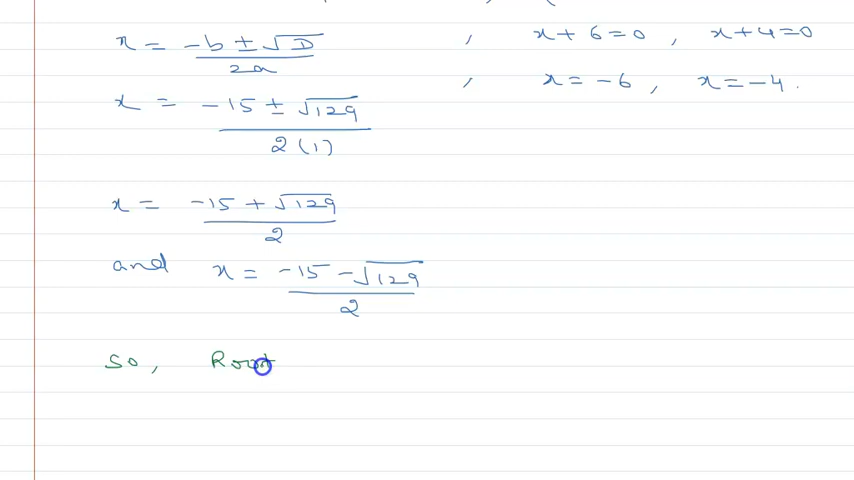 x = -b ± √D / 2a , x + 6 = 0 , x + 4 = 0
x = -15 ± √129 / 2(1) , x = -6 , x = -4 .
x = -15 + √129 / 2
and x = -15 - √129 / 2
So, Root